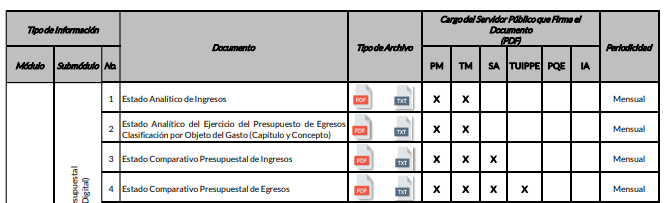 Tipo de Información
Documento
Tipo de Archivo
Cargo del Servidor Público que Firma el
Documento
(PDF)
Periodicidad
Módulo Submódulo No.
PM TM SA TUIPPE PQE IA
1 Estado Analítico de Ingresos PDF TXT X X Mensual
2 Estado Analítico del Ejercicio del Presupuesto de Egresos
Clasificación por Objeto del Gasto (Capítulo y Concepto) PDF TXT X X Mensual
3 Estado Comparativo Presupuestal de Ingresos PDF TXT X X X Mensual
4 Estado Comparativo Presupuestal de Egresos PDF TXT X X X X Mensual
esupuestal
Digital)